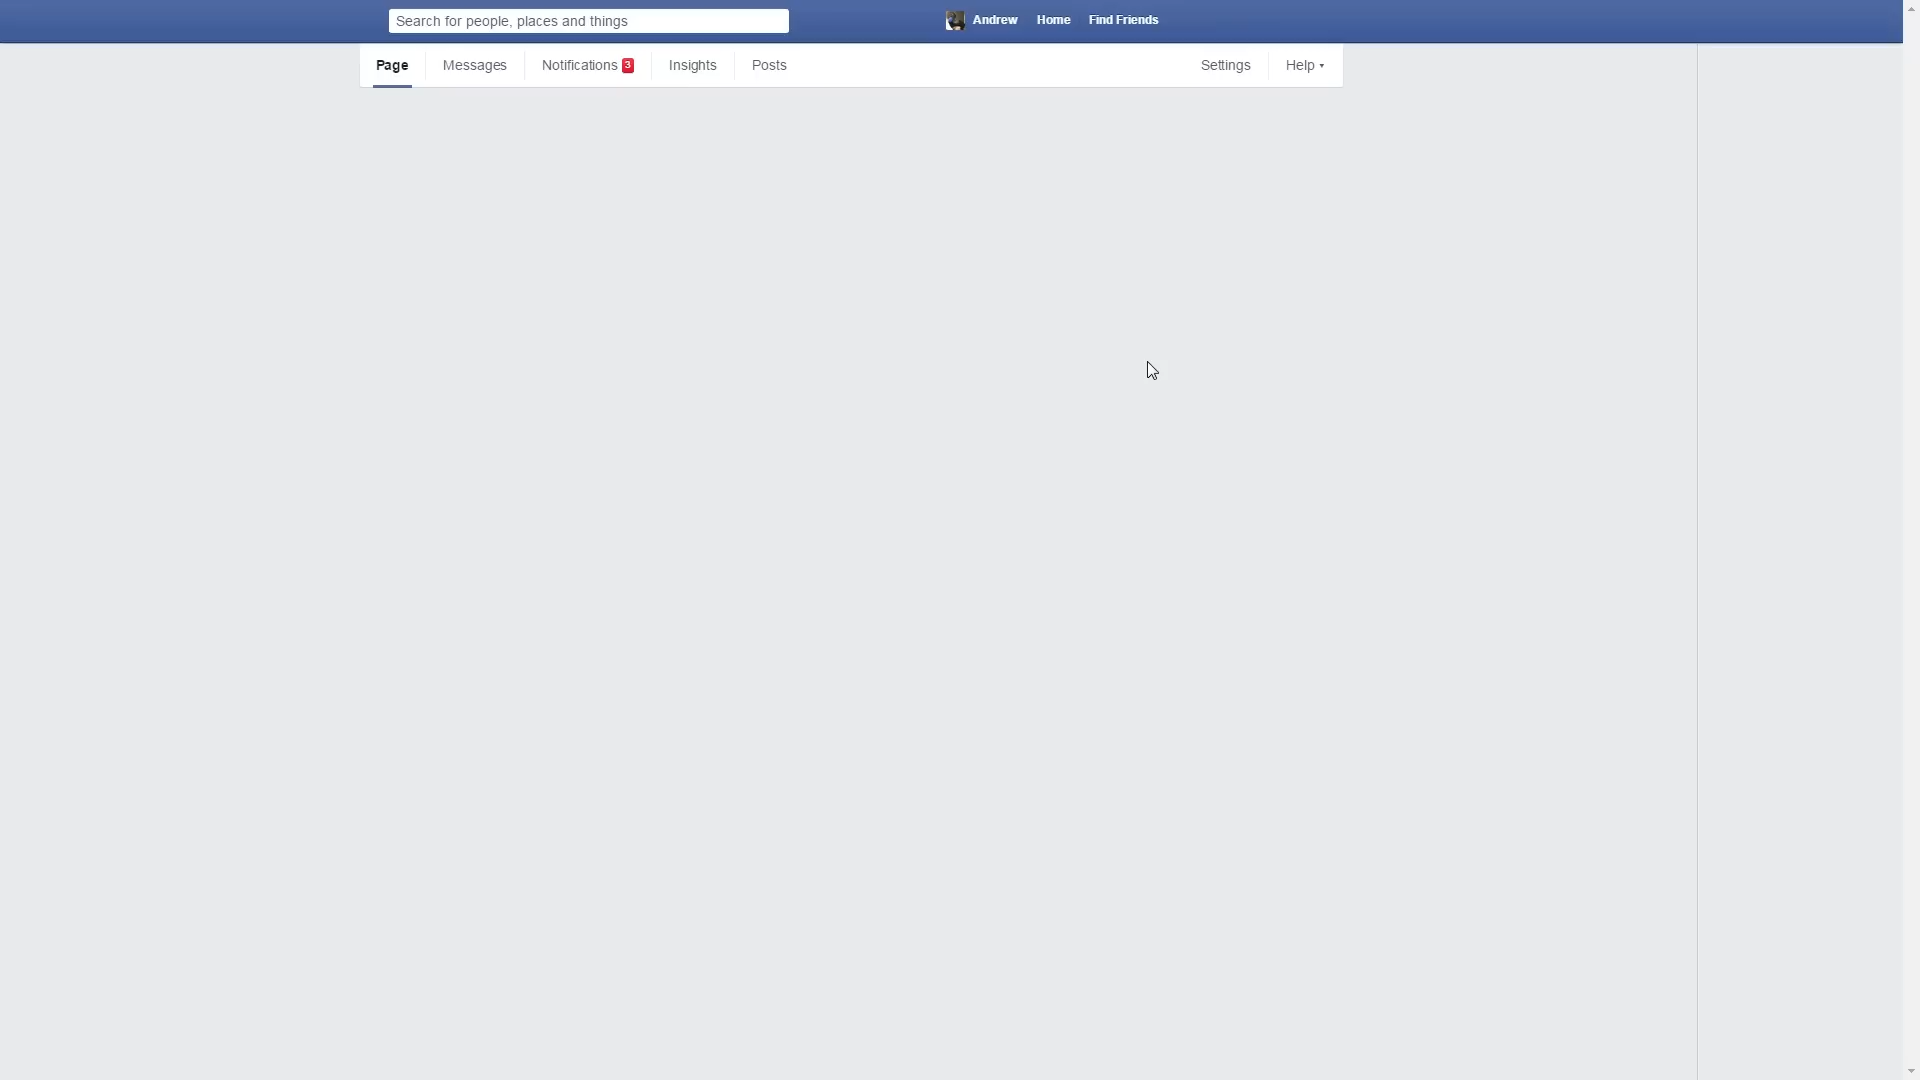 Search for people, places and things
Andrew Home Find Friends
Page Messages Notifications 3 Insights Posts Settings Help